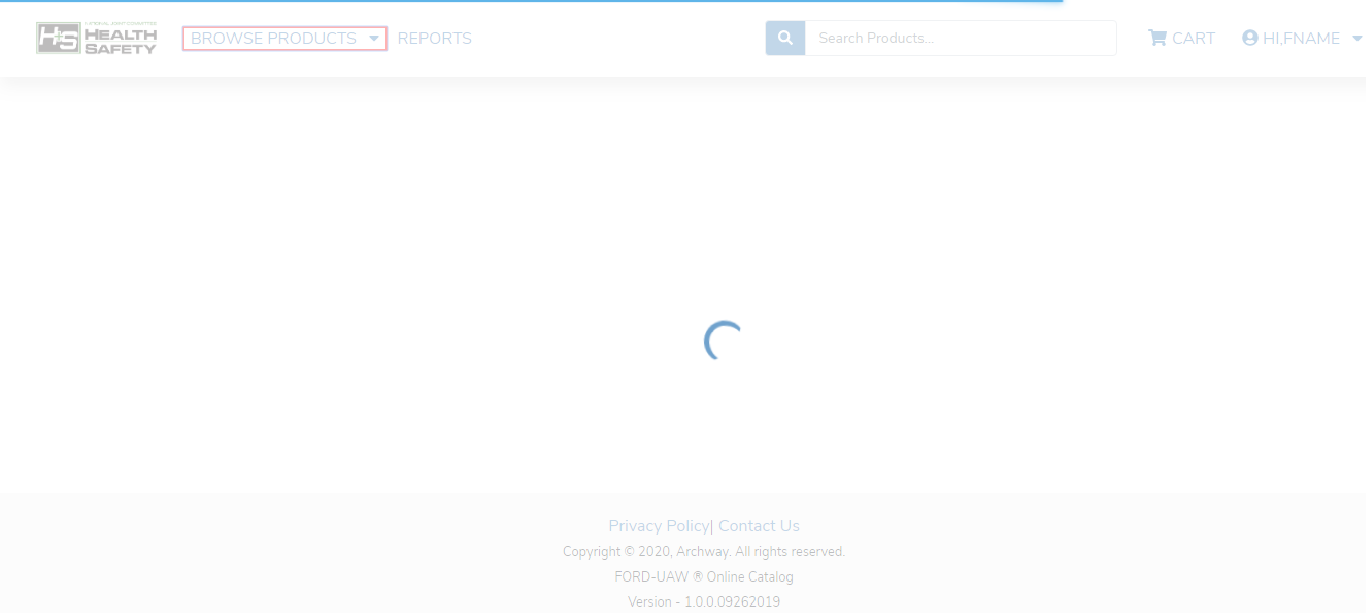 NATIONAL JOINT COMMITTEE
H+S HEALTH
SAFETY
BROWSE PRODUCTS
REPORTS
Search Products...
CART
HI,FNAME
Privacy Policy| Contact Us
Copyright © 2020, Archway. All rights reserved.
FORD-UAW ® Online Catalog
Version - 1.0.0.09262019